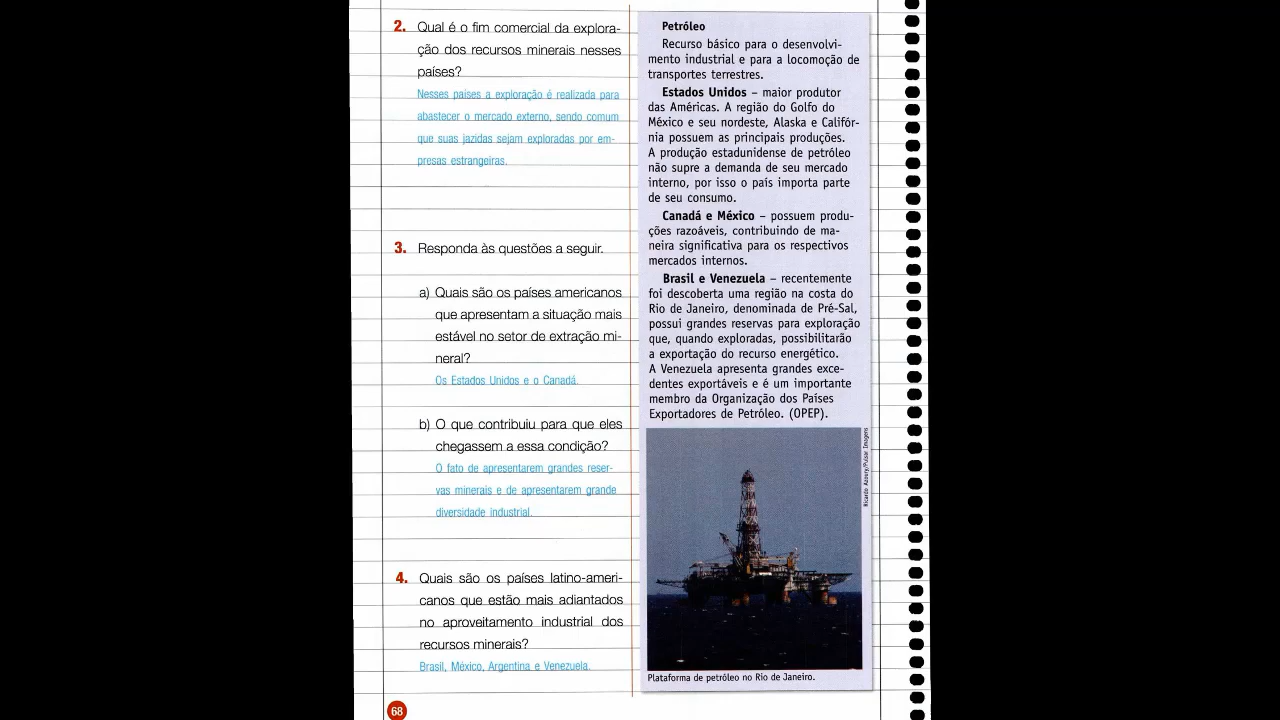 2. Qual é o fim comercial da explora-
ção dos recursos minerais nesses
países?
Nesses países a exploração é realizada para
abastecer o mercado externo, sendo comum
que suas jazidas sejam exploradas por em-
presas estrangeiras.
3. Responda às questões a seguir.
a) Quais são os países americanos
que apresentam a situação mais
estável no setor de extração mi-
neral?
Os Estados Unidos e o Canadá.
b) O que contribuiu para que eles
chegassem a essa condição?
O fato de apresentarem grandes reser-
vas minerais e de apresentarem grande
diversidade industrial.
4. Quais são os países latino-ameri-
canos que estão mais adiantados
no aproveitamento industrial dos
recursos minerais?
Brasil, México, Argentina e Venezuela.
68
Petróleo
Recurso básico para o desenvolvi-
mento industrial e para a locomoção de
transportes terrestres.
Estados Unidos – maior produtor
das Américas. A região do Golfo do
México e seu nordeste, Alaska e Califór-
nia possuem as principais produções.
A produção estadunidense de petróleo
não supre a demanda de seu mercado
interno, por isso o país importa parte
de seu consumo.
Canadá e México – possuem produ-
ções razoáveis, contribuindo de ma-
neira significativa para os respectivos
mercados internos.
Brasil e Venezuela – recentemente
foi descoberta uma região na costa do
Rio de Janeiro, denominada de Pré-Sal,
possui grandes reservas para exploração
que, quando exploradas, possibilitarão
a exportação do recurso energético.
A Venezuela apresenta grandes exce-
dentes exportáveis e é um importante
membro da Organização dos Países
Exportadores de Petróleo. (OPEP).
Ricardo Azoury/Pulsar Imagens
Plataforma de petróleo no Rio de Janeiro.